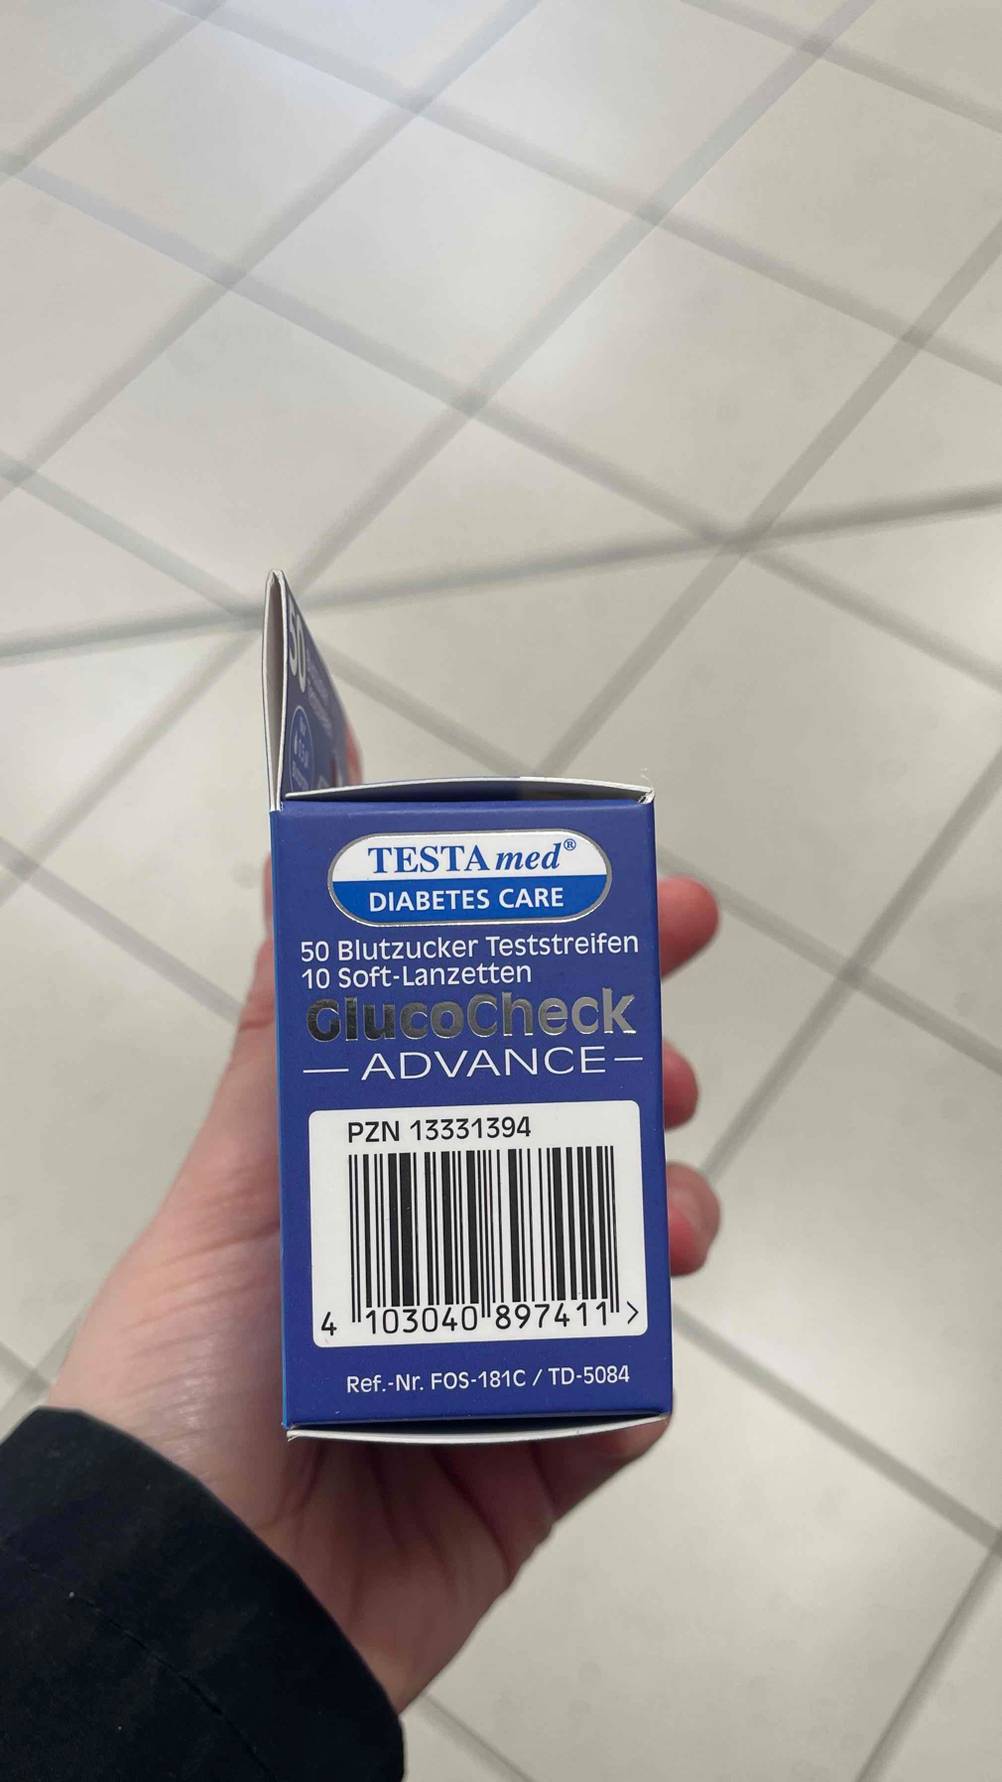 50
TESTAmed®
DIABETES CARE
50 Blutzucker Teststreifen
10 Soft-Lanzetten
GlucoCheck
— ADVANCE —
PZN 13331394
4 103040 897411 >
Ref.-Nr. FOS-181C / TD-5084